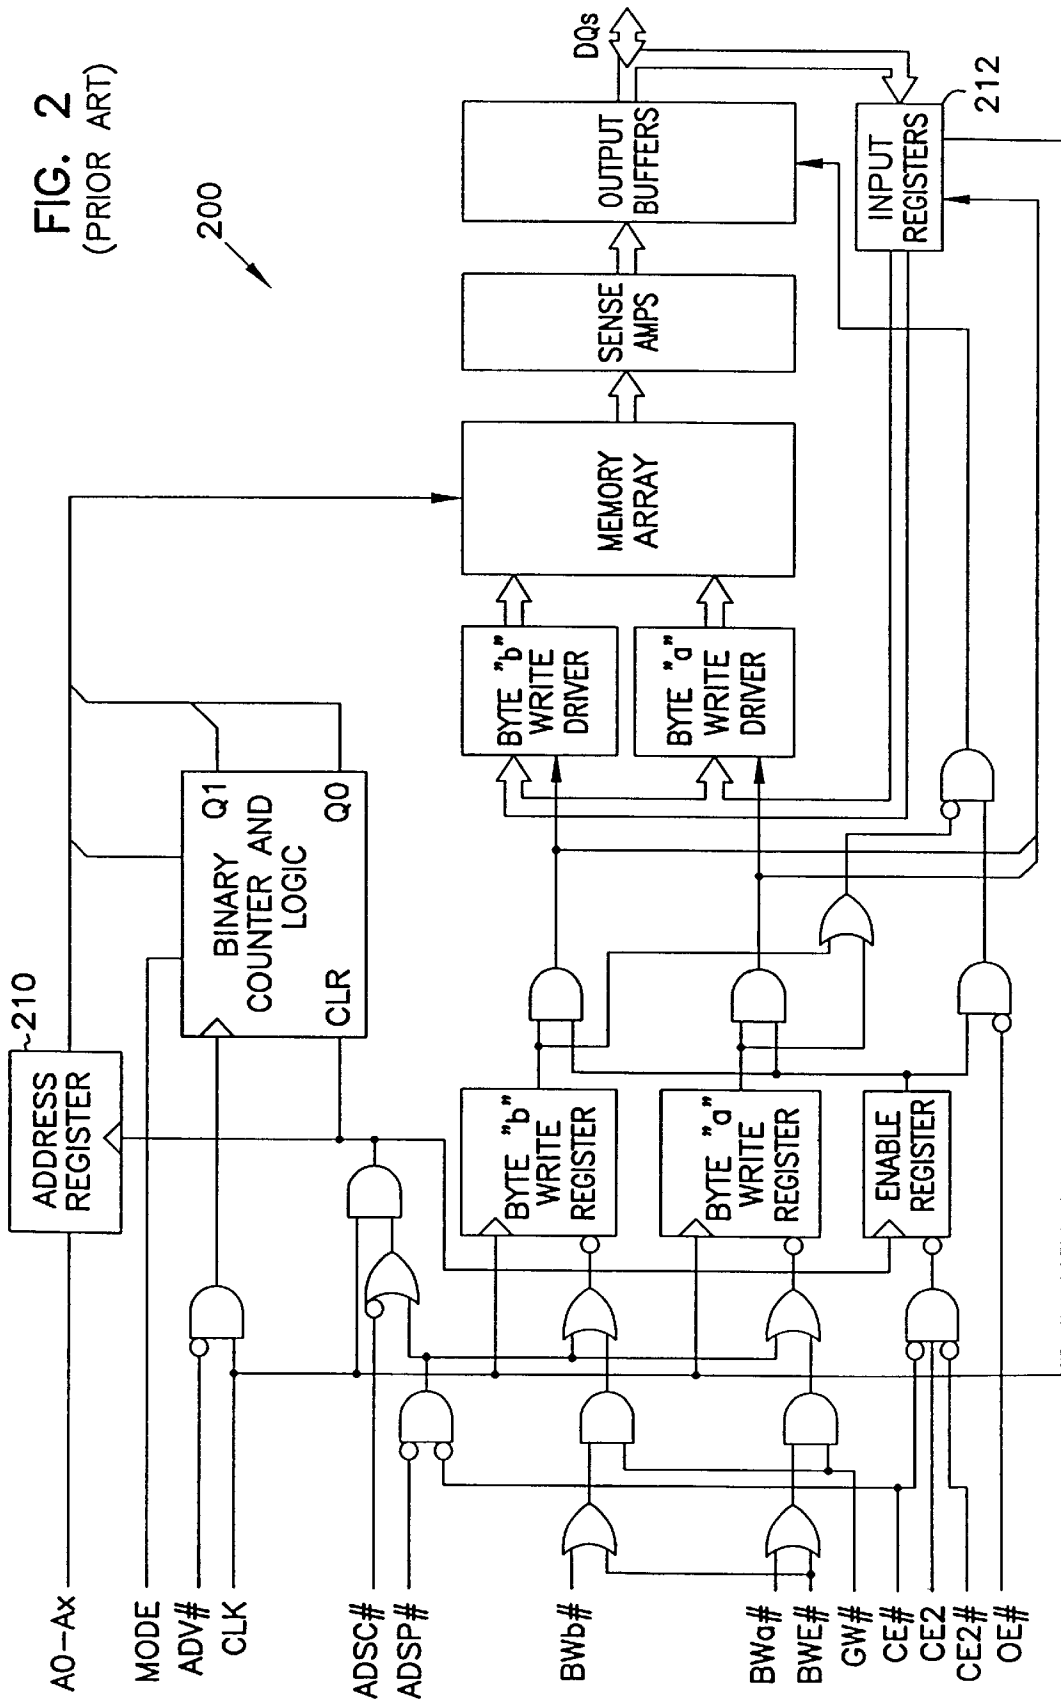 FIG. 2
(PRIOR ART)
200
A0-Ax
MODE
ADV#
CLK
ADSC#
ADSP#
BWb#
BWa#
BWE#
GW#
CE#
CE2
CE2#
OE#
ADDRESS
REGISTER
210
BINARY
COUNTER AND
LOGIC
CLR
Q1
Q0
BYTE "b"
WRITE
REGISTER
BYTE "a"
WRITE
REGISTER
ENABLE
REGISTER
BYTE "b"
WRITE
DRIVER
BYTE "a"
WRITE
DRIVER
MEMORY
ARRAY
SENSE
AMPS
OUTPUT
BUFFERS
DQs
INPUT
REGISTERS
212